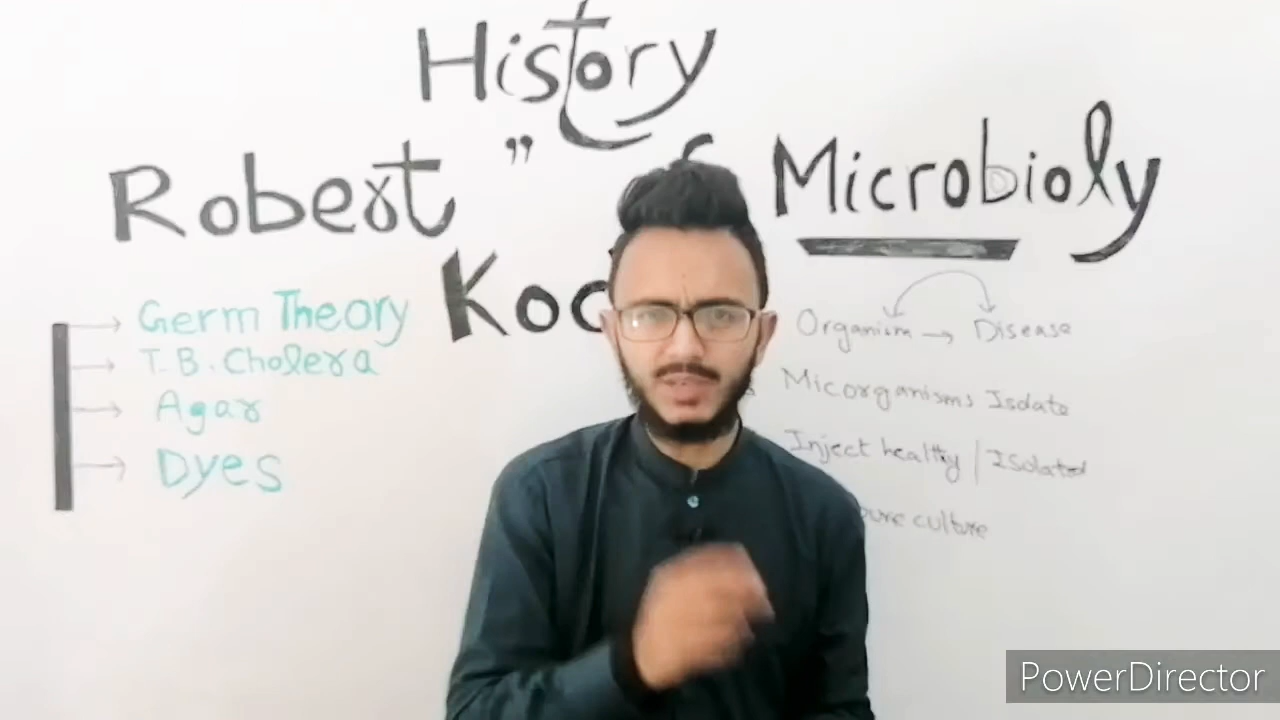 History
Robert " Microbioly
Koc
Germ Theory
T.B. Cholera
Agar
Dyes
Organism → Disease
Micorganisms Isolate
Inject healthy / Isolated
pure culture
PowerDirector